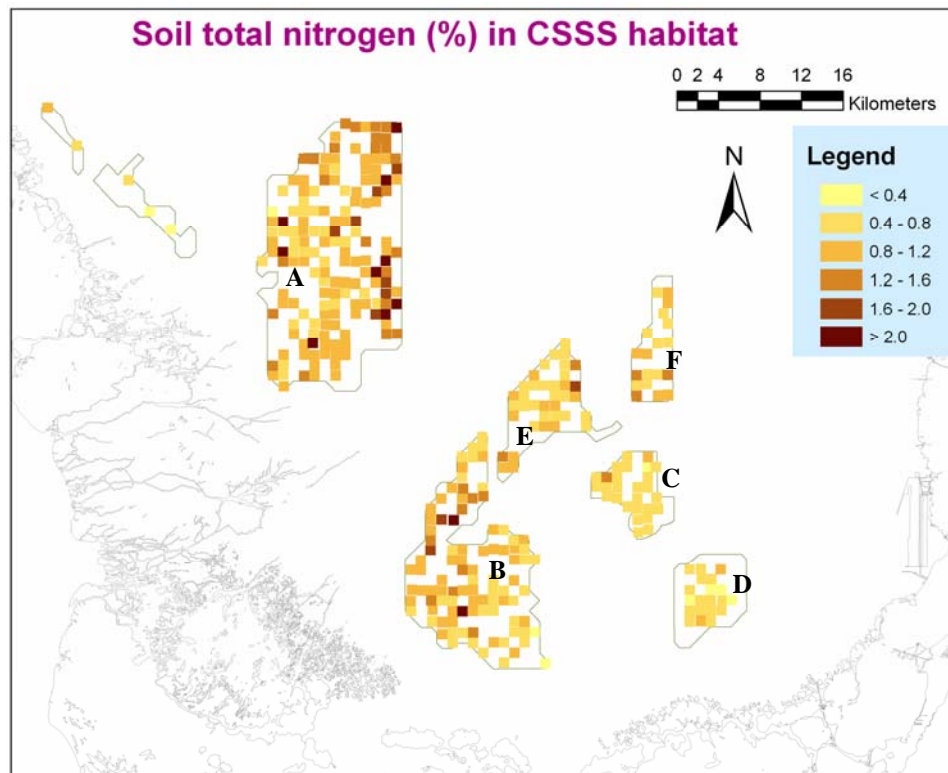 Soil total nitrogen (%) in CSSS habitat
0 2 4 8 12 16
Kilometers
N
Legend
< 0.4
0.4 - 0.8
0.8 - 1.2
1.2 - 1.6
1.6 - 2.0
> 2.0
A
F
E
C
B
D